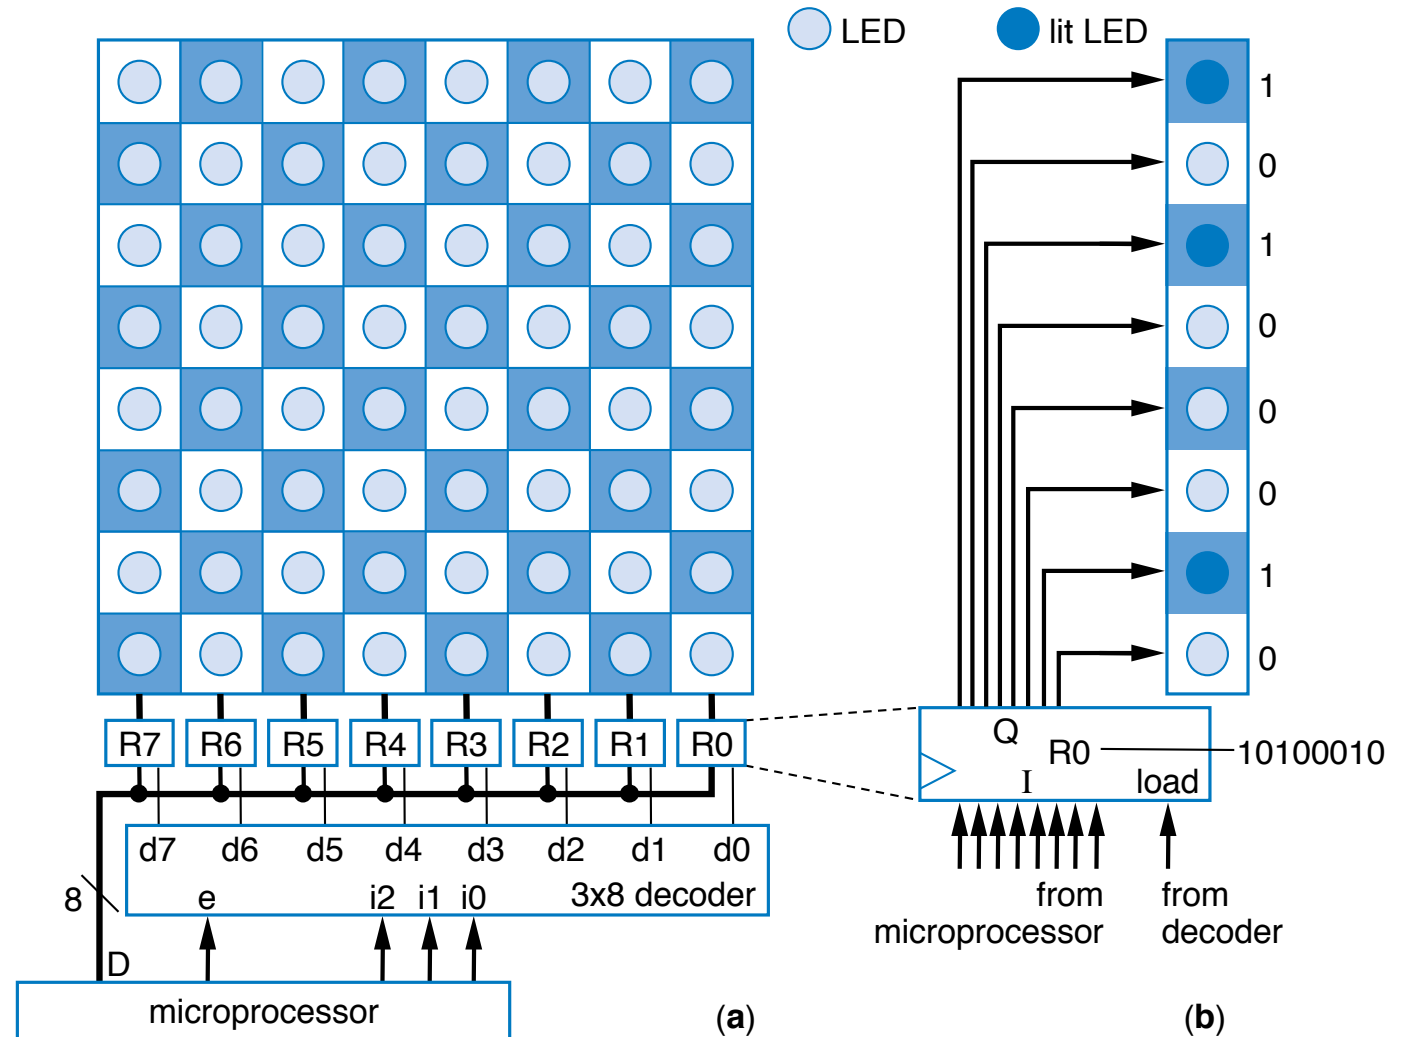 LED
lit LED
1
0
1
0
0
0
1
0
R7 R6 R5 R4 R3 R2 R1 R0
Q
R0
10100010
I
load
d7 d6 d5 d4 d3 d2 d1 d0
8
e i2 i1 i0 3x8 decoder
from
microprocessor
from
decoder
D
microprocessor
(a)
(b)